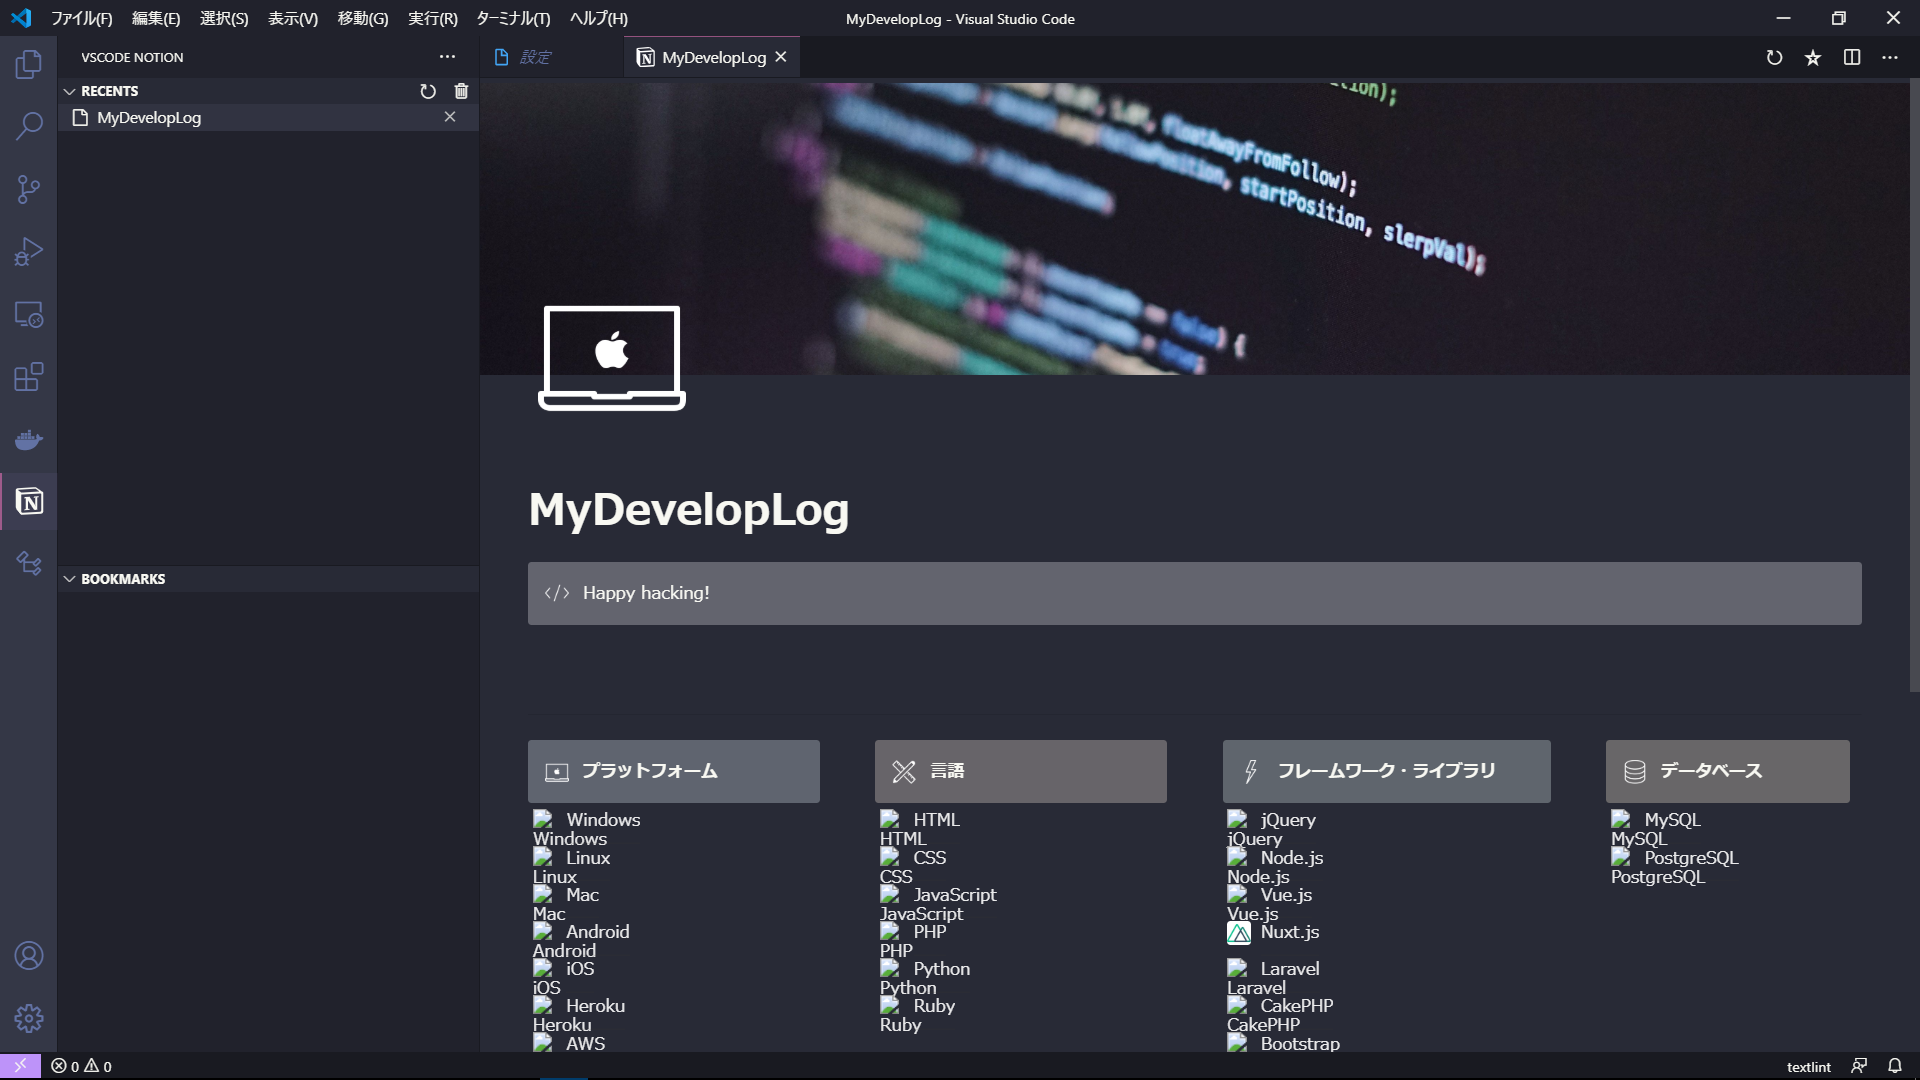 ファイル(F) 編集(E) 選択(S) 表示(V) 移動(G) 実行(R) ターミナル(T) ヘルプ(H)
MyDevelopLog - Visual Studio Code
VSCODE NOTION
設定
MyDevelopLog
RECENTS
MyDevelopLog
floatAwayFromFollow);
startPosition, slerpVal);
false) {
MyDevelopLog
</> Happy hacking!
BOOKMARKS
プラットフォーム
Windows
Windows
Linux
Linux
Mac
Mac
Android
Android
iOS
iOS
Heroku
Heroku
AWS
言語
HTML
HTML
CSS
CSS
JavaScript
JavaScript
PHP
PHP
Python
Python
Ruby
Ruby
フレームワーク・ライブラリ
jQuery
jQuery
Node.js
Node.js
Vue.js
Vue.js
Nuxt.js
Laravel
Laravel
CakePHP
CakePHP
Bootstrap
データベース
MySQL
MySQL
PostgreSQL
PostgreSQL
0 0
textlint